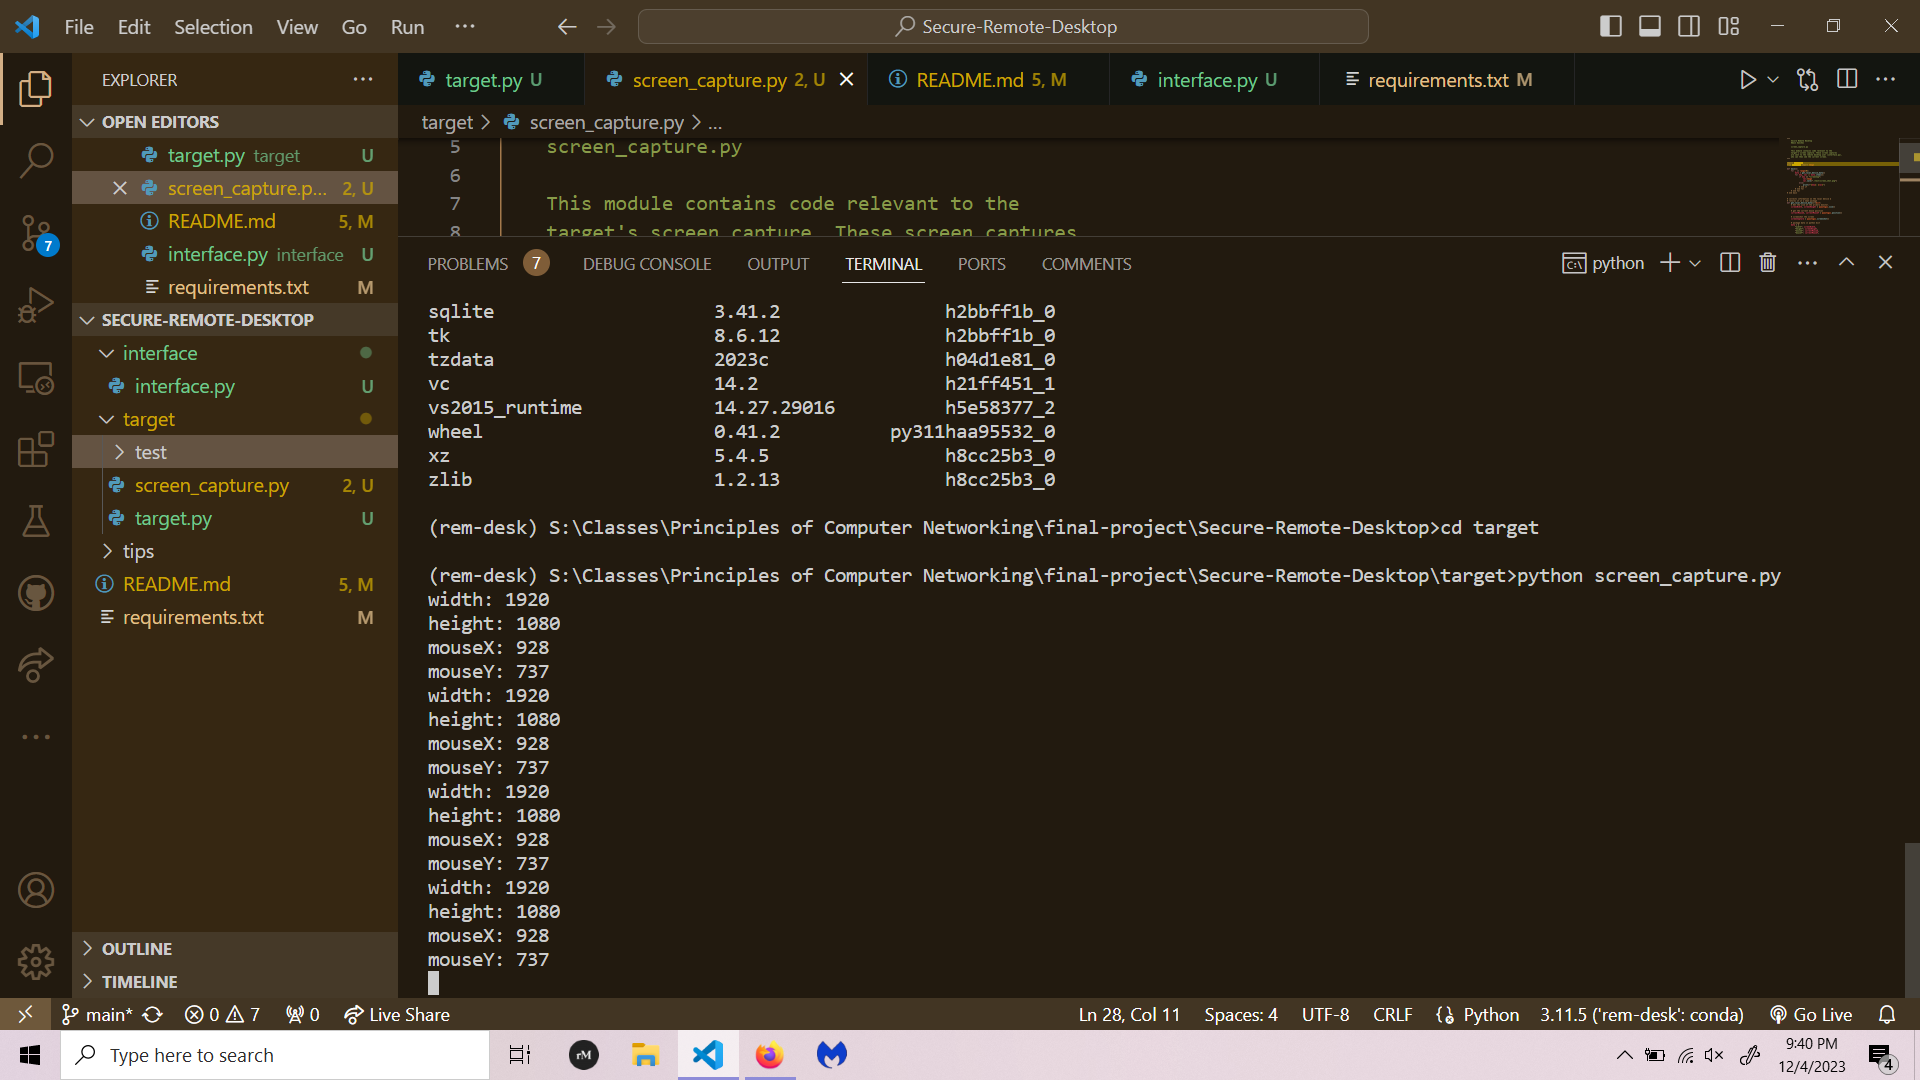 File Edit Selection View Go Run ···
Secure-Remote-Desktop
EXPLORER
OPEN EDITORS
target.py target U
screen_capture.p... 2, U
README.md 5, M
interface.py interface U
requirements.txt M
SECURE-REMOTE-DESKTOP
interface
interface.py U
target
test
screen_capture.py 2, U
target.py U
tips
README.md 5, M
requirements.txt M
OUTLINE
TIMELINE
7
target.py U screen_capture.py 2, U README.md 5, M interface.py U requirements.txt M
target > screen_capture.py > ...
5 screen_capture.py
6
7 This module contains code relevant to the
8 target's screen capture. These screen captures
PROBLEMS 7 DEBUG CONSOLE OUTPUT TERMINAL PORTS COMMENTS python
sqlite 3.41.2 h2bbff1b_0
tk 8.6.12 h2bbff1b_0
tzdata 2023c h04d1e81_0
vc 14.2 h21ff451_1
vs2015_runtime 14.27.29016 h5e58377_2
wheel 0.41.2 py311haa95532_0
xz 5.4.5 h8cc25b3_0
zlib 1.2.13 h8cc25b3_0
(rem-desk) S:\Classes\Principles of Computer Networking\final-project\Secure-Remote-Desktop>cd target
(rem-desk) S:\Classes\Principles of Computer Networking\final-project\Secure-Remote-Desktop\target>python screen_capture.py
width: 1920
height: 1080
mouseX: 928
mouseY: 737
width: 1920
height: 1080
mouseX: 928
mouseY: 737
width: 1920
height: 1080
mouseX: 928
mouseY: 737
width: 1920
height: 1080
mouseX: 928
mouseY: 737
main* 0 7 0 Live Share Ln 28, Col 11 Spaces: 4 UTF-8 CRLF Python 3.11.5 ('rem-desk': conda) Go Live
Type here to search
rM
9:40 PM
12/4/2023
4